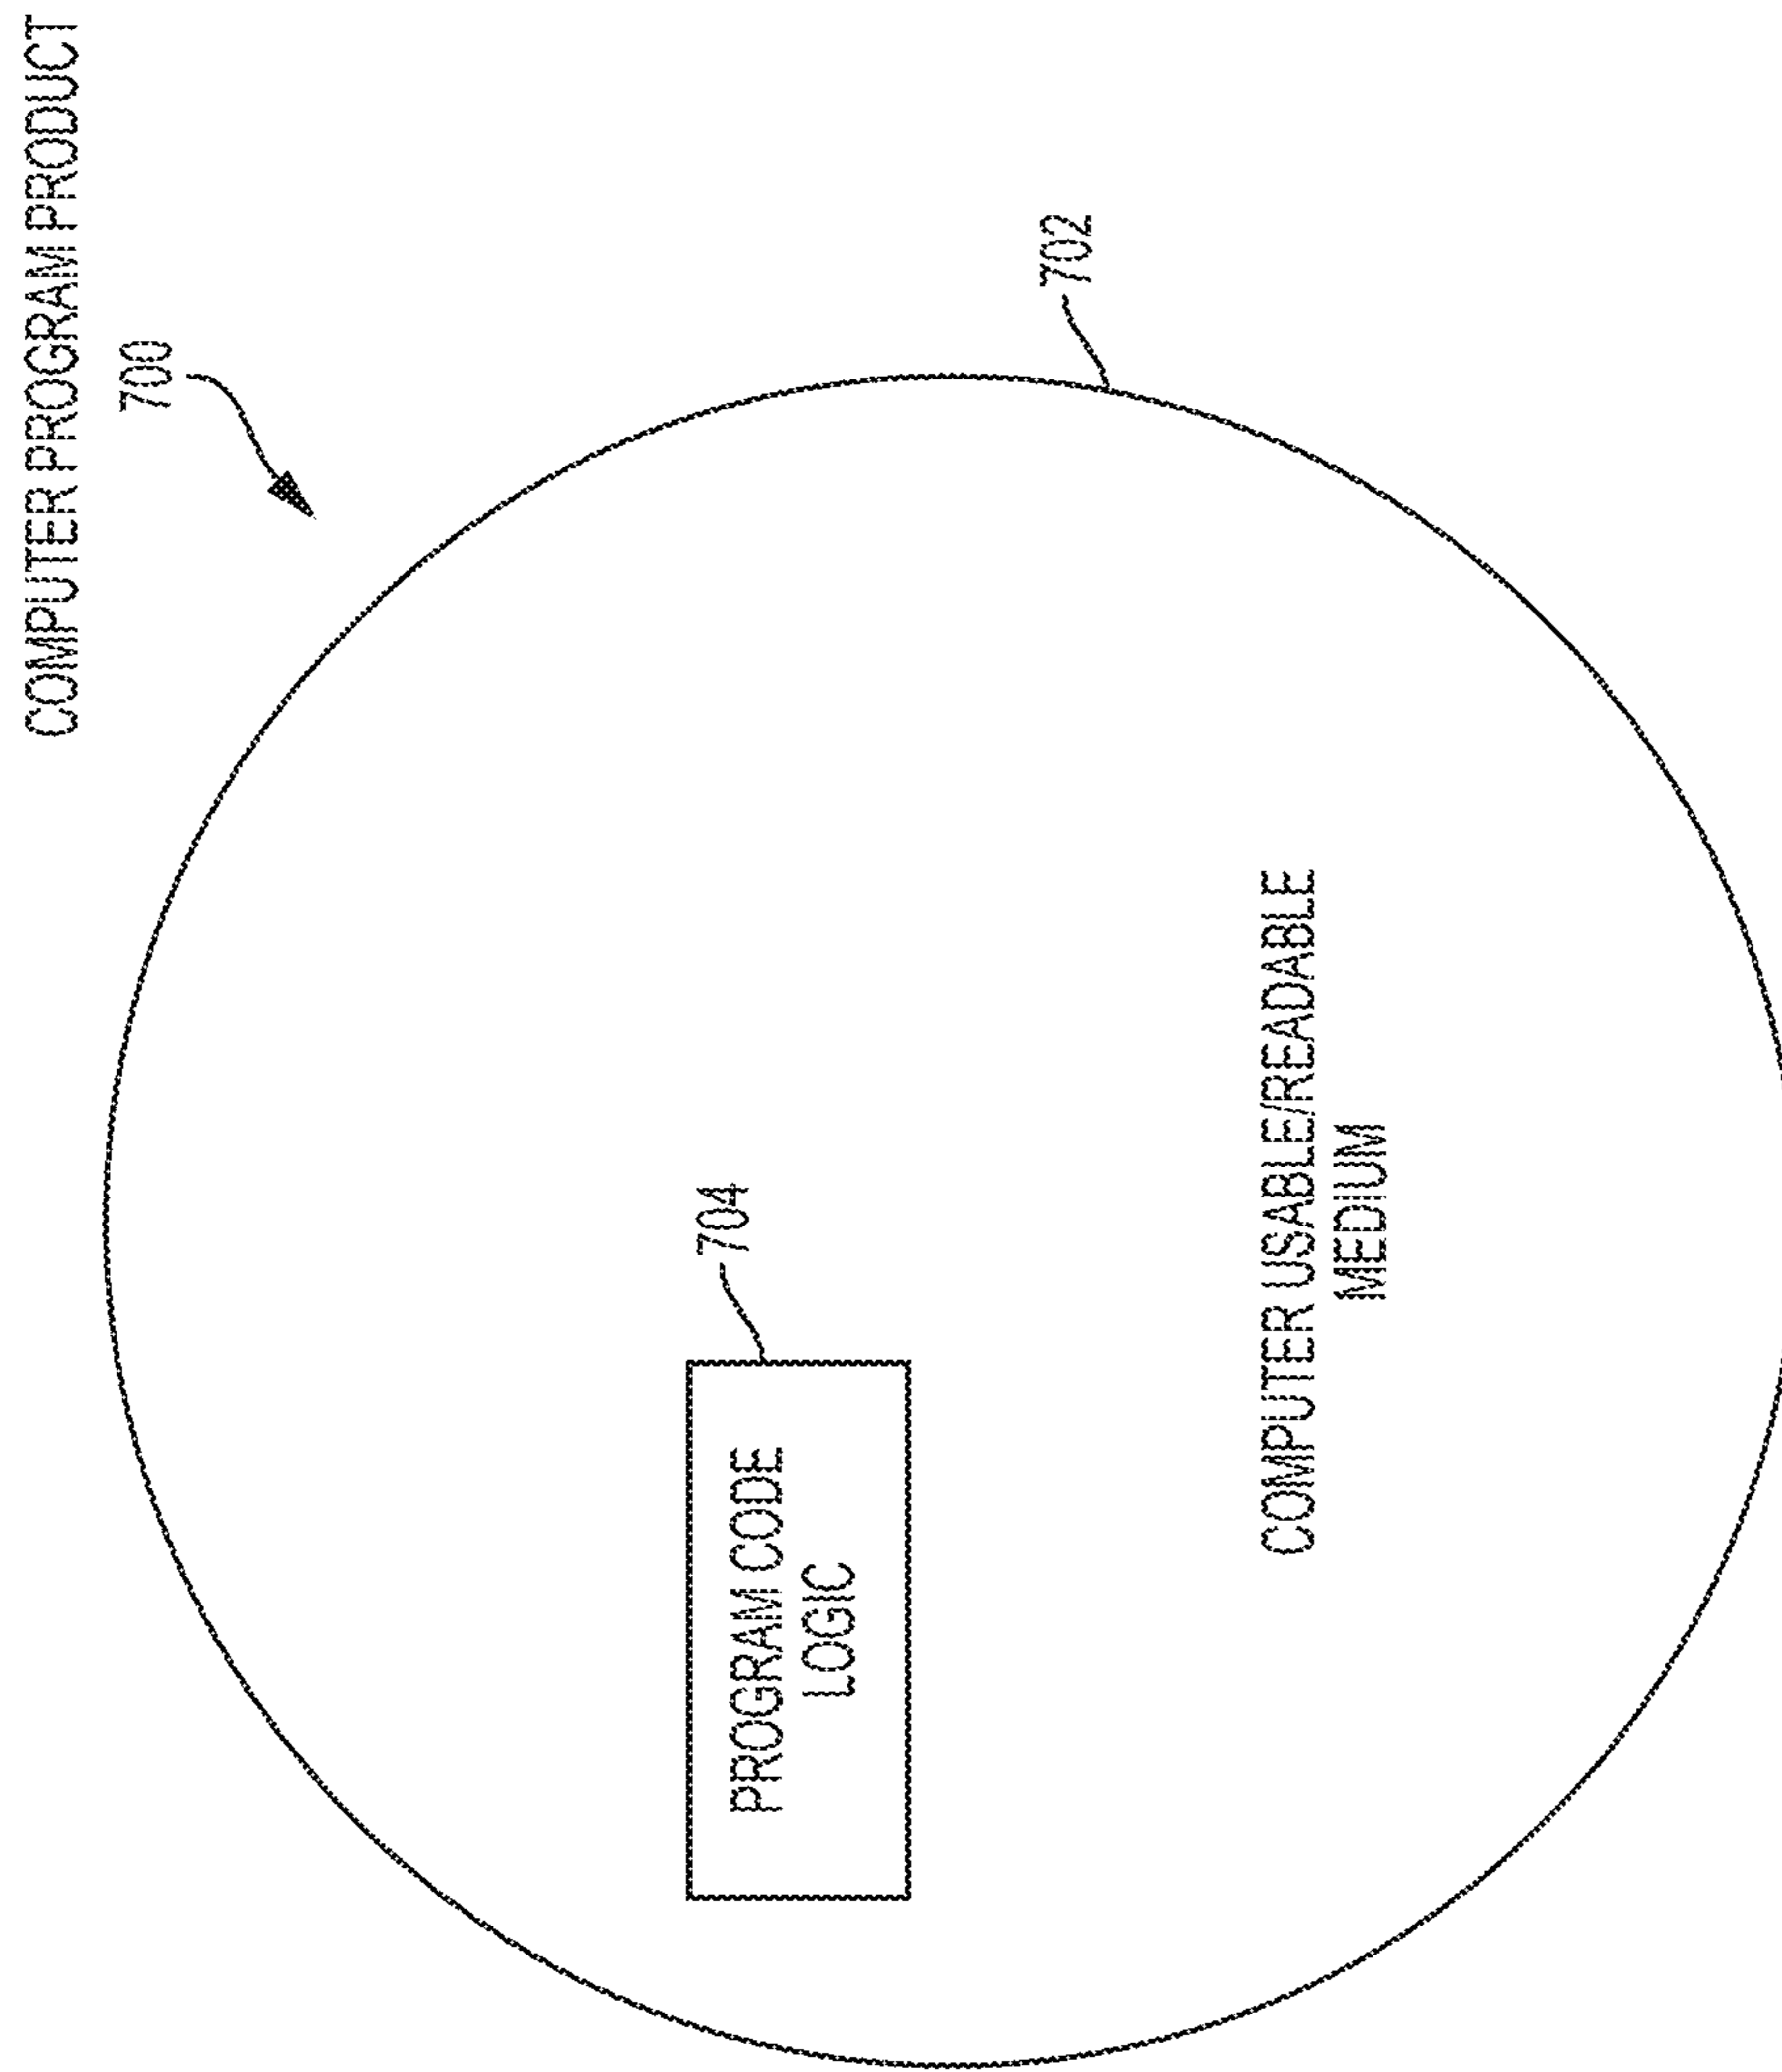 COMPUTER PROGRAM PRODUCT
700
702
704
PROGRAM CODE
LOGIC
COMPUTER USABLE/READABLE
MEDIUM